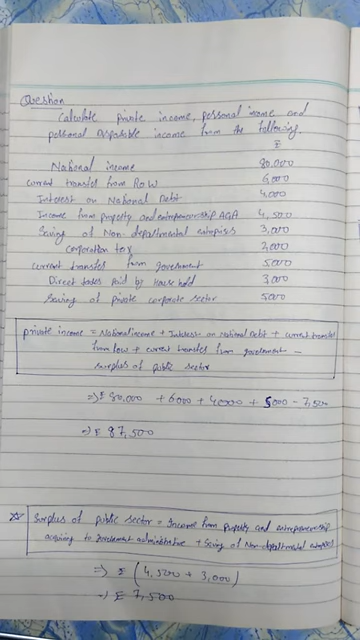 Question
Calculate private income, personal income and
personal Disposable income from the following.
₹
National income 80,000
current transfer from ROW 6,000
Interest on National Debt 4,000
Income from property and entrepreneurship AGA 4,500
Saving of Non-departmental enterprises 3,000
Corporation tax 2,000
current transfer from government 5000
Direct taxes paid by Household 3,000
Saving of private corporate sector 5000
private income = National income + Interest on national Debt + current transfer
from Row + current transfer from government -
surplus of public sector
=> ₹ 80,000 + 6000 + 4000 + 5000 - 7,500
=> ₹ 87,500
Surplus of public sector = Income from property and entrepreneurship
acquiring to Government administrative + Saving of Non-departmental enterprises
=> ₹ (4,500 + 3,000)
=> ₹ 7,500